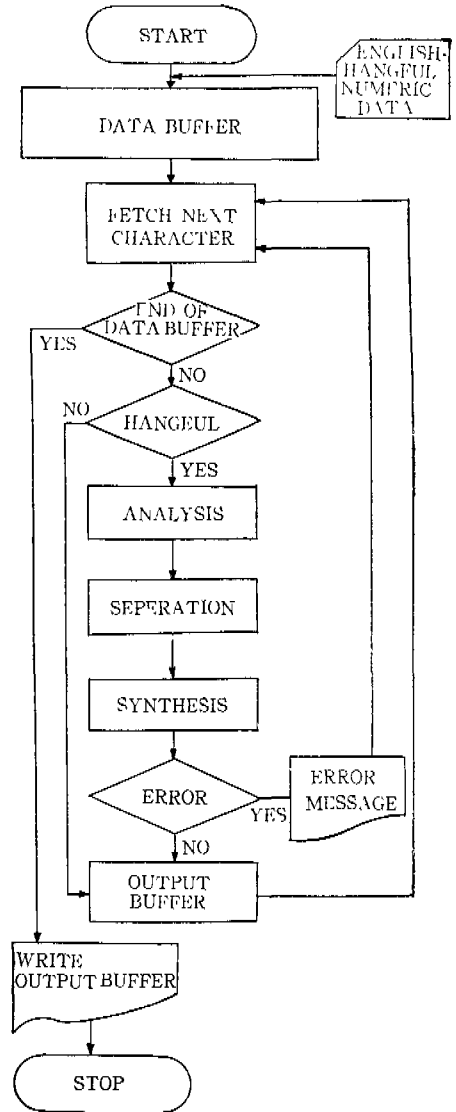 START
ENGLISH-
HANGEUL
NUMERIC
DATA
DATA BUFFER
FETCH NEXT
CHARACTER
END OF
DATA BUFFER
YES
NO
NO
HANGEUL
YES
ANALYSIS
SEPERATION
SYNTHESIS
ERROR
YES
ERROR
MESSAGE
NO
OUTPUT
BUFFER
WRITE
OUTPUT BUFFER
STOP